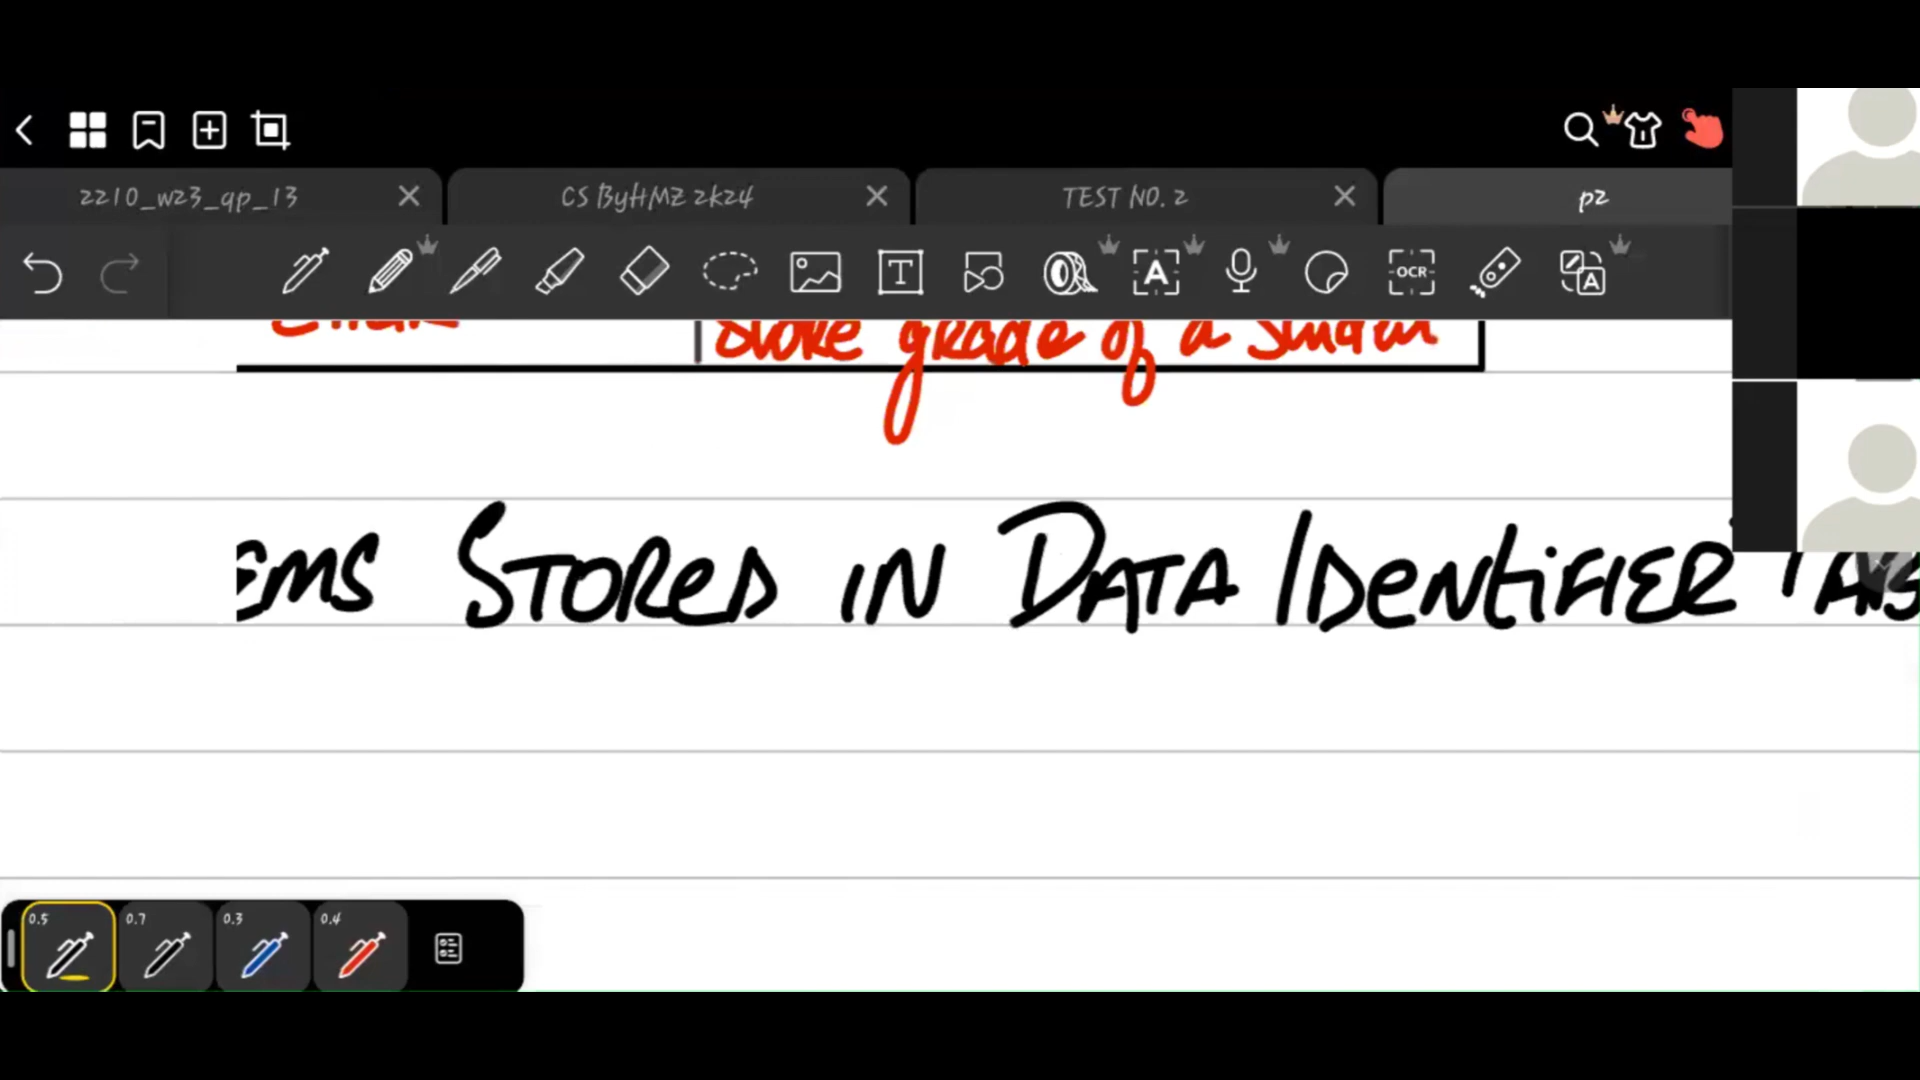 2210_w23_qp_13
CS ByHMZ 2k24
TEST NO. 2
p2
T
A
OCR
A
store grade of a
EMS STORED IN DATA IDENTIFIER TAB
0.5
0.7
0.3
0.4